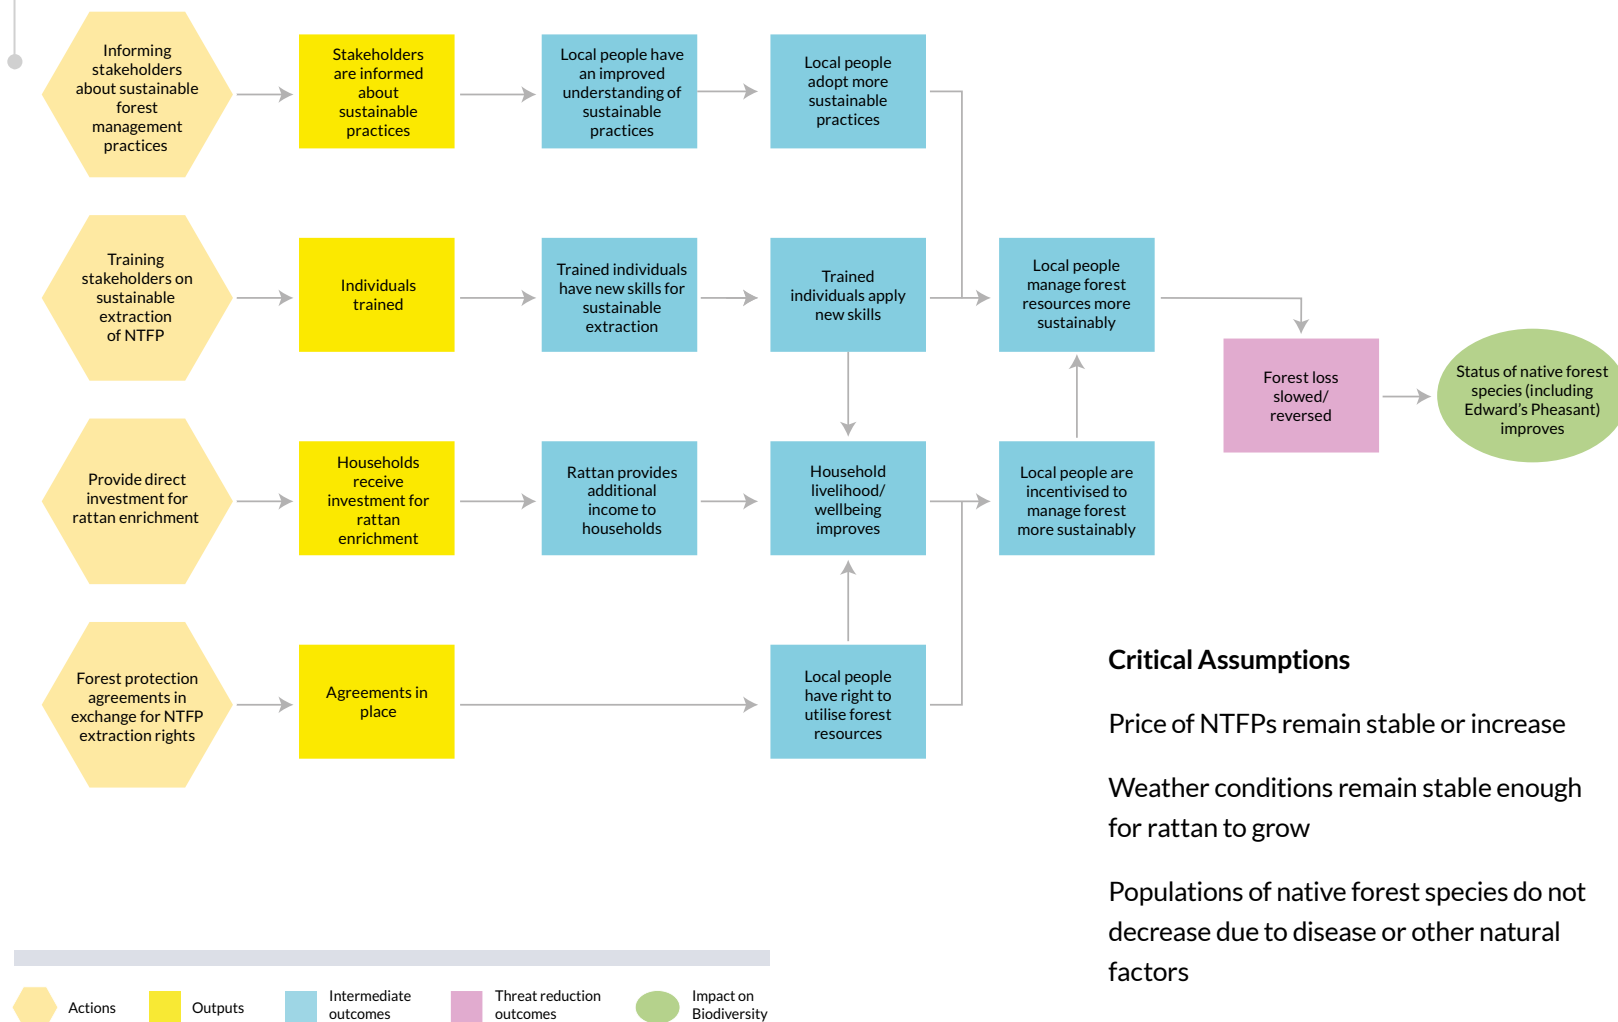 Informing
stakeholders
about sustainable
forest
management
practices
Stakeholders
are informed
about
sustainable
practices
Local people have
an improved
understanding of
sustainable
practices
Local people
adopt more
sustainable
practices
Training
stakeholders on
sustainable
extraction
of NTFP
Individuals
trained
Trained individuals
have new skills for
sustainable
extraction
Trained
individuals apply
new skills
Local people
manage forest
resources more
sustainably
Forest loss
slowed/
reversed
Status of native forest
species (including
Edward's Pheasant)
improves
Provide direct
investment for
rattan enrichment
Households
receive
investment for
rattan
enrichment
Rattan provides
additional
income to
households
Household
livelihood/
wellbeing
improves
Local people are
incentivised to
manage forest
more sustainably
Forest protection
agreements in
exchange for NTFP
extraction rights
Agreements in
place
Local people
have right to
utilise forest
resources
Critical Assumptions
Price of NTFPs remain stable or increase
Weather conditions remain stable enough
for rattan to grow
Populations of native forest species do not
decrease due to disease or other natural
factors
Actions
Outputs
Intermediate
outcomes
Threat reduction
outcomes
Impact on
Biodiversity